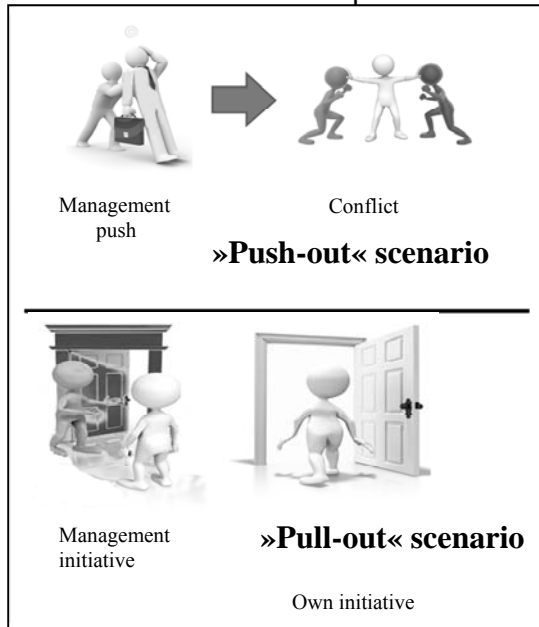 Management
push
Conflict
»Push-out« scenario
Management
initiative
»Pull-out« scenario
Own initiative